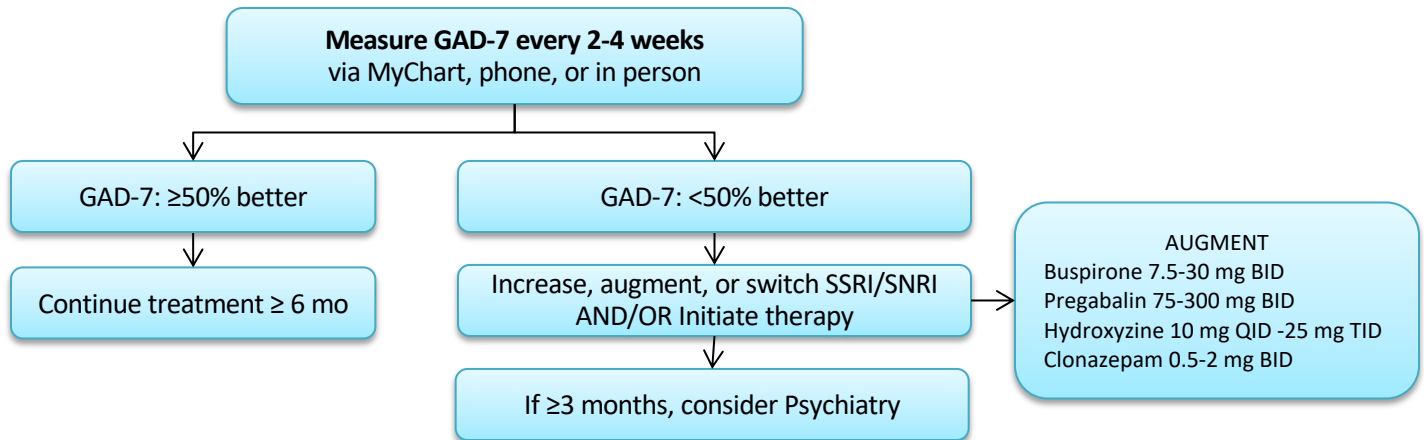 Measure GAD-7 every 2-4 weeks
via MyChart, phone, or in person
GAD-7: ≥50% better
GAD-7: <50% better
Continue treatment ≥ 6 mo
Increase, augment, or switch SSRI/SNRI
AND/OR Initiate therapy
If ≥3 months, consider Psychiatry
AUGMENT
Buspirone 7.5-30 mg BID
Pregabalin 75-300 mg BID
Hydroxyzine 10 mg QID -25 mg TID
Clonazepam 0.5-2 mg BID